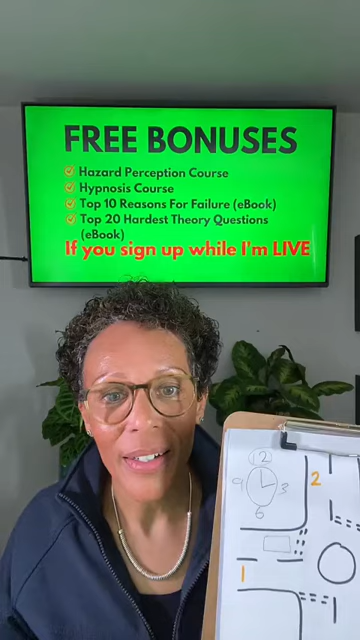 FREE BONUSES
Hazard Perception Course
Hypnosis Course
Top 10 Reasons For Failure (eBook)
Top 20 Hardest Theory Questions
(eBook)
If you sign up while I'm LIVE
12
9 3
6
2
1